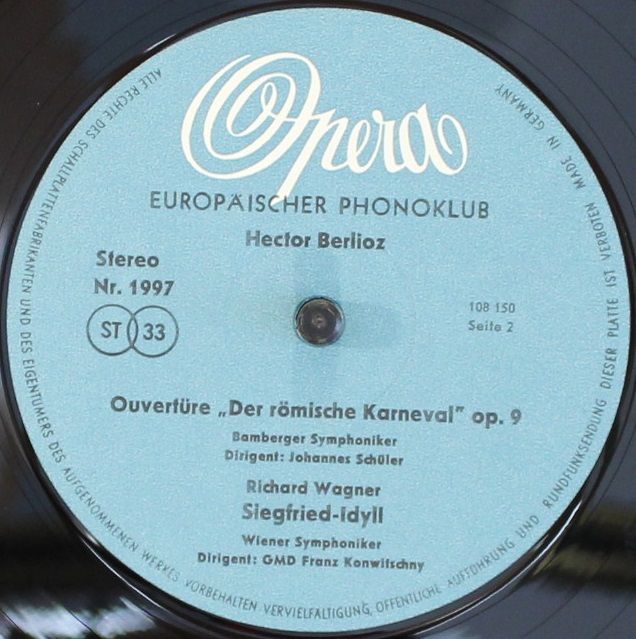 Opera
EUROPÄISCHER PHONOKLUB
Hector Berlioz
Stereo
Nr. 1997
ST 33
108 150
Seite 2
Ouvertüre „Der römische Karneval" op. 9
Bamberger Symphoniker
Dirigent: Johannes Schüler
Richard Wagner
Siegfried-Idyll
Wiener Symphoniker
Dirigent: GMD Franz Konwitschny
ALLE RECHTE DES SCHALLPLATTENFABRIKANTEN UND DES EIGENTÜMERS DES AUFGENOMMENEN WERKES VORBEHALTEN VERVIELFÄLTIGUNG, ÖFFENTLICHE AUFFÜHRUNG UND RUNDFUNKSENDUNG DIESER PLATTE IST VERBOTEN MADE IN GERMANY